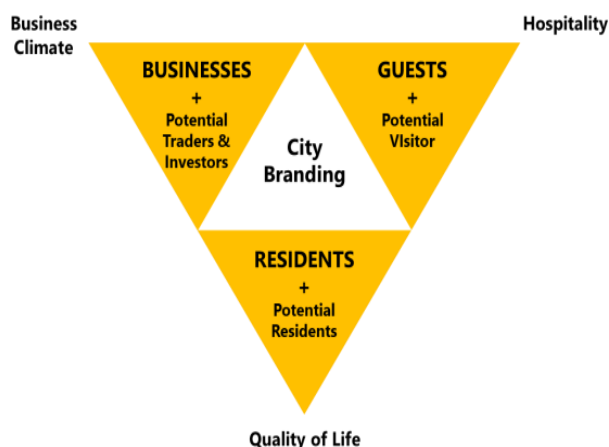 Business
Climate
Hospitality
BUSINESSES
+
Potential
Traders &
Investors
GUESTS
+
Potential
VIsitor
City
Branding
RESIDENTS
+
Potential
Residents
Quality of Life